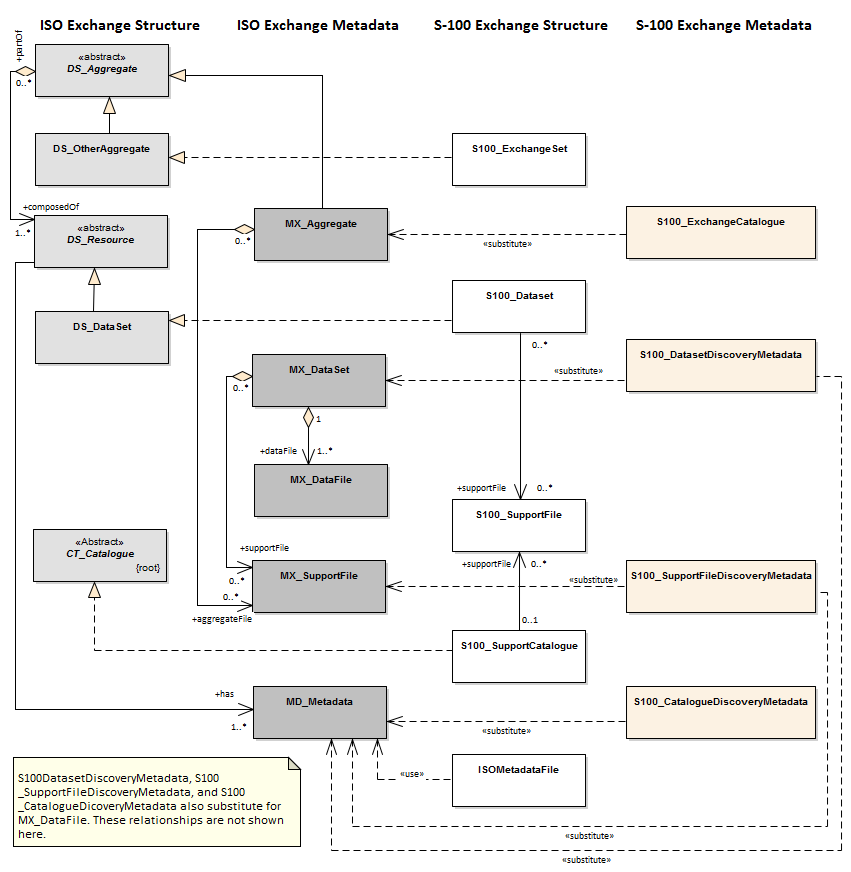 ISO Exchange Structure
ISO Exchange Metadata
S-100 Exchange Structure
S-100 Exchange Metadata
+partOf
0..*
«abstract»
DS_Aggregate
DS_OtherAggregate
S100_ExchangeSet
+composedOf
1..*
«abstract»
DS_Resource
MX_Aggregate
0..*
S100_ExchangeCatalogue
«substitute»
DS_DataSet
S100_Dataset
0..*
MX_DataSet
0..*
S100_DatasetDiscoveryMetadata
«substitute»
1
+dataFile
1..*
MX_DataFile
+supportFile
0..*
S100_SupportFile
«Abstract»
CT_Catalogue
{root}
+supportFile
0..*
MX_SupportFile
0..*
+aggregateFile
+supportFile
0..*
«substitute»
S100_SupportFileDiscoveryMetadata
0..1
S100_SupportCatalogue
+has
1..*
MD_Metadata
S100_CatalogueDiscoveryMetadata
«substitute»
«use»
ISOMetadataFile
S100DatasetDiscoveryMetadata, S100
_SupportFileDiscoveryMetadata, and S100
_CatalogueDicoveryMetadata also substitute for
MX_DataFile. These relationships are not shown
here.
«substitute»
«substitute»